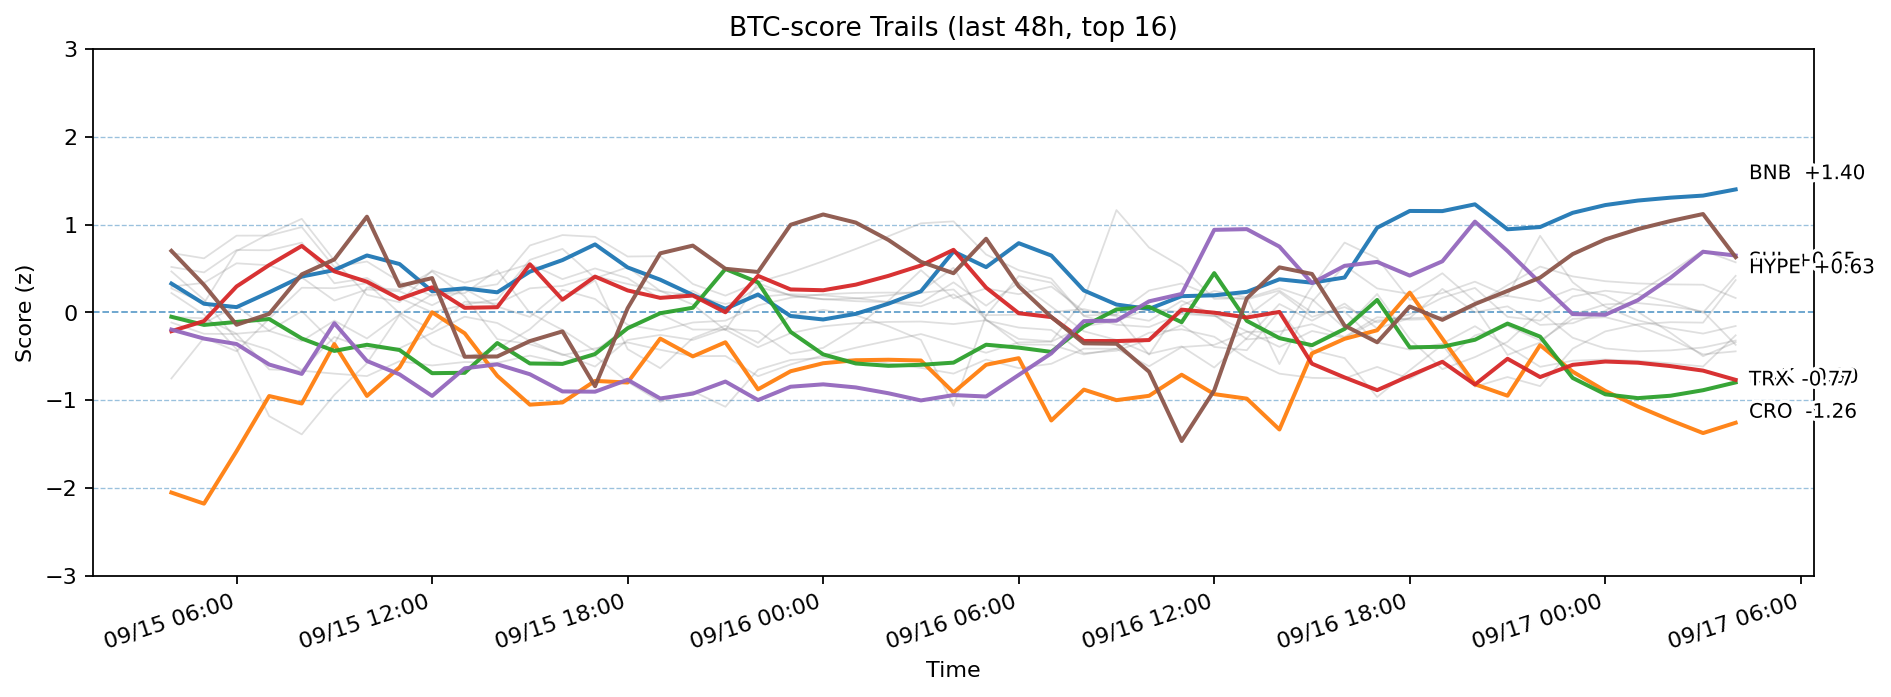 BTC-score Trails (last 48h, top 16)
Score (z)
3
2
1
0
−1
−2
−3
BNB +1.40
HYPE +0.63
TRX -0.77
CRO -1.26
09/15 06:00
09/15 12:00
09/15 18:00
09/16 00:00
09/16 06:00
09/16 12:00
09/16 18:00
09/17 00:00
09/17 06:00
Time